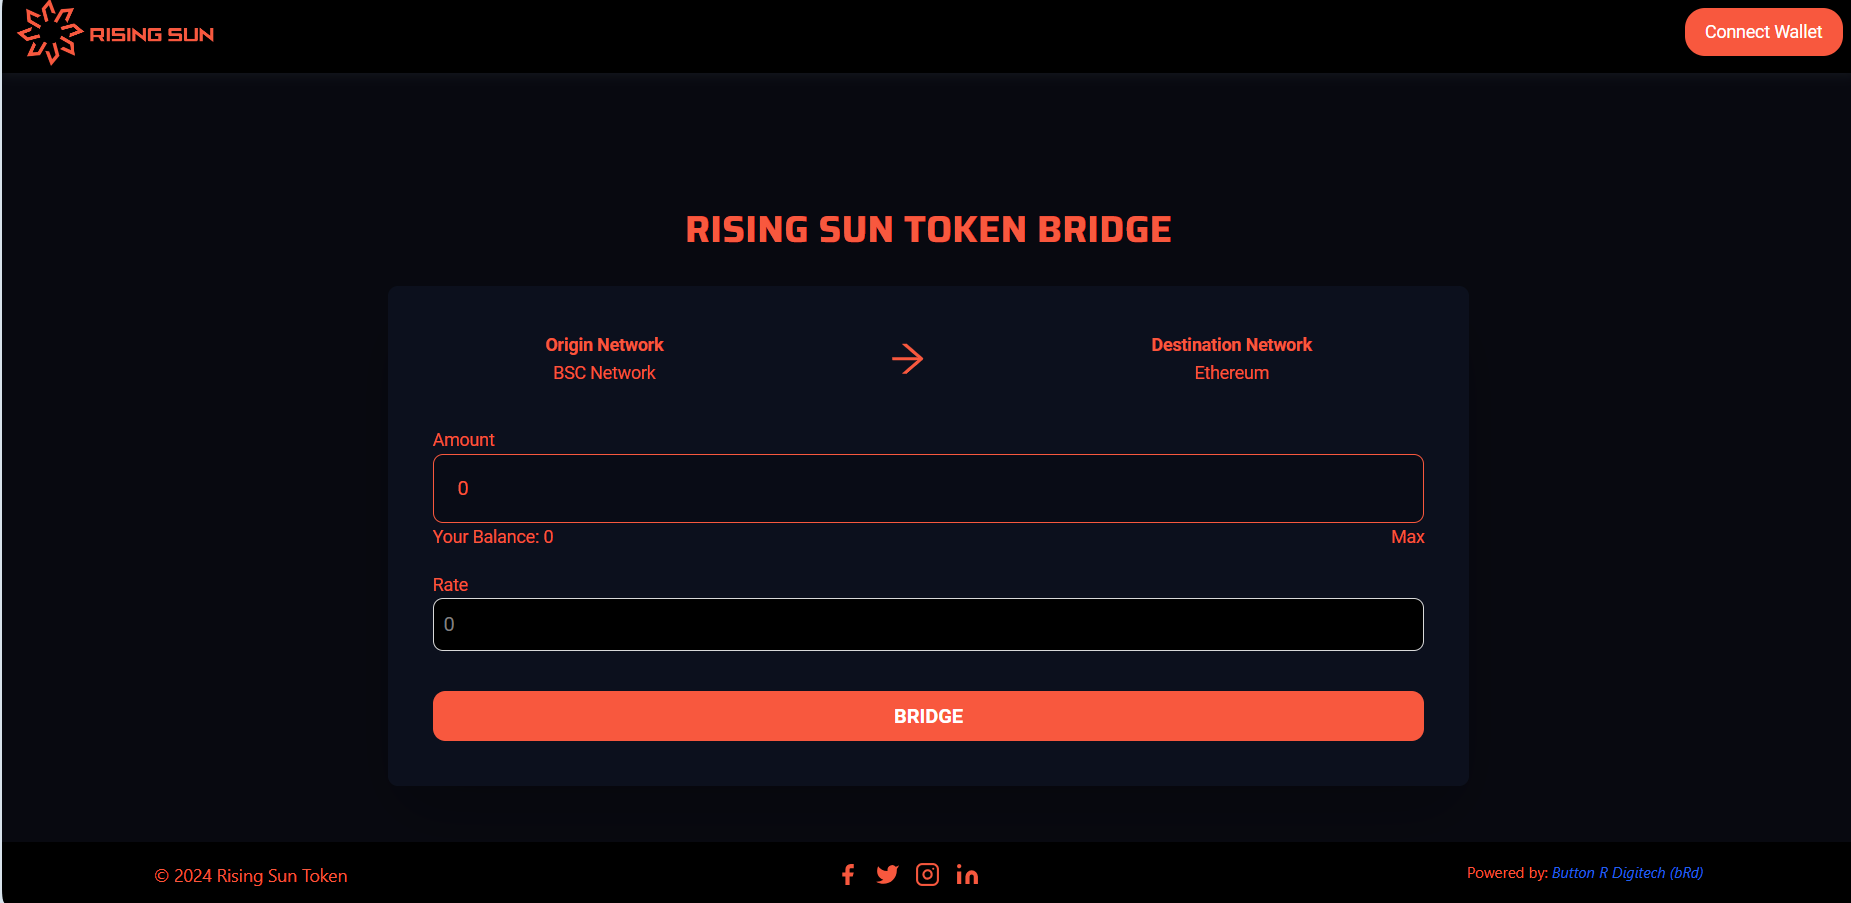 RISING SUN
Connect Wallet
RISING SUN TOKEN BRIDGE
Origin Network
BSC Network
Destination Network
Ethereum
Amount
0
Your Balance: 0
Max
Rate
0
BRIDGE
© 2024 Rising Sun Token
Powered by: Button R Digitech (bRd)